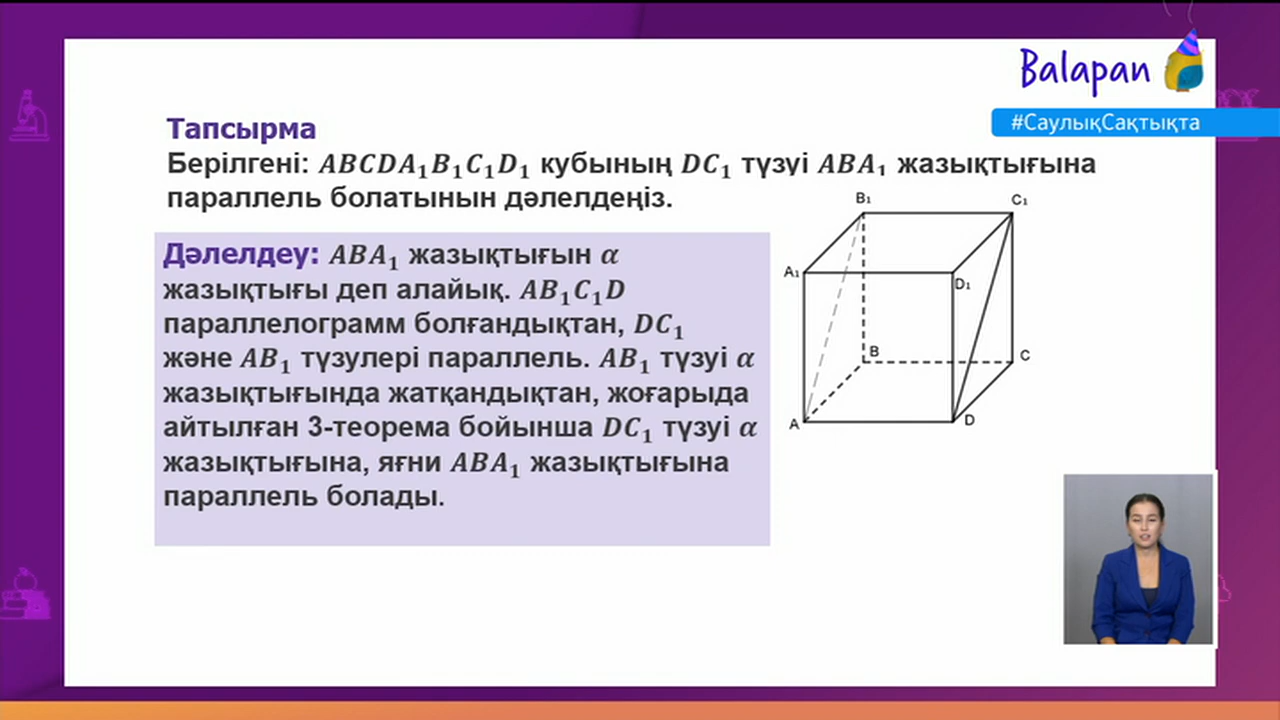 Balapan
#СаулықСақтықта
Тапсырма
Берілгені: ABCDA₁B₁C₁D₁ кубының DC₁ түзуі ABA₁ жазықтығына
параллель болатынын дәлелдеңіз.
Дәлелдеу: ABA₁ жазықтығын α
жазықтығы деп алайық. AB₁C₁D
параллелограмм болғандықтан, DC₁
және AB₁ түзулері параллель. AB₁ түзуі α
жазықтығында жатқандықтан, жоғарыда
айтылған 3-теорема бойынша DC₁ түзуі α
жазықтығына, яғни ABA₁ жазықтығына
параллель болады.
B₁ C₁
A₁ D₁
B C
A D